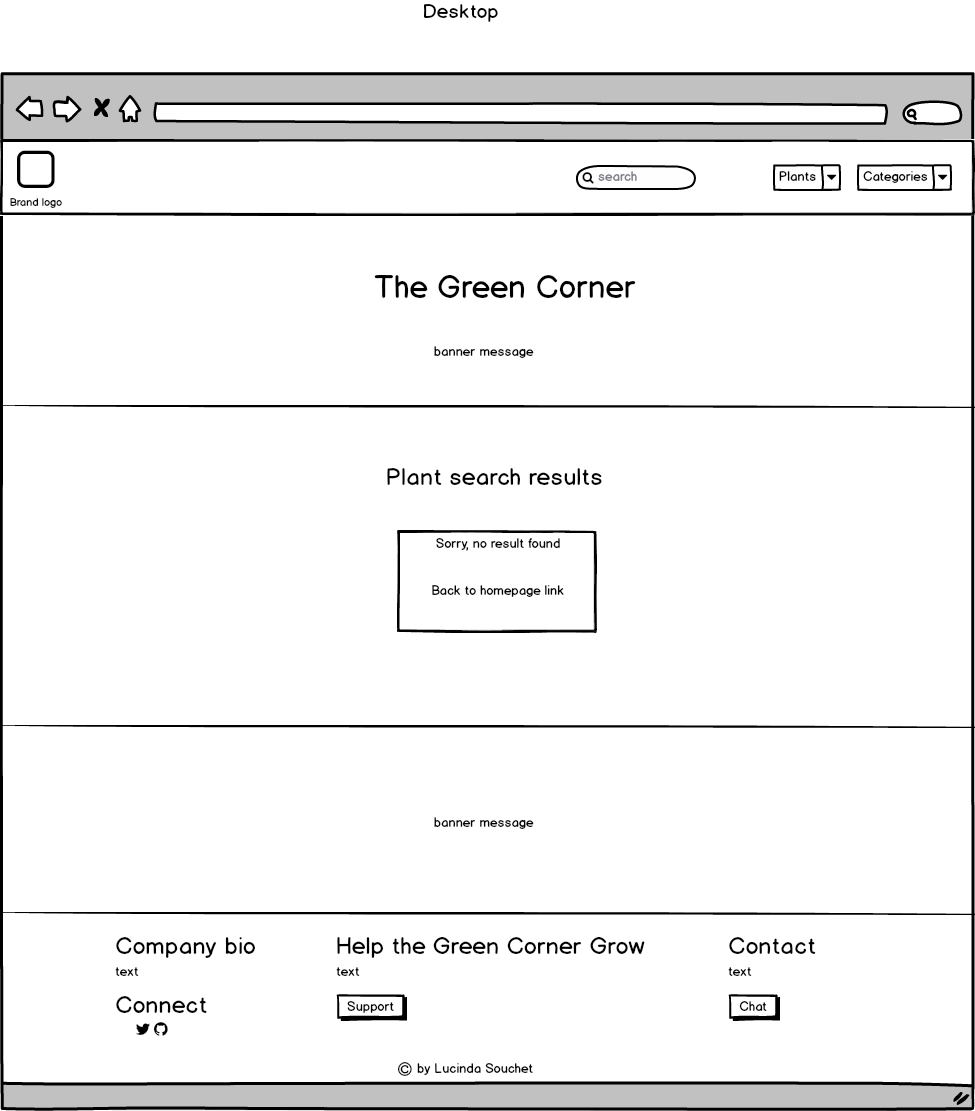 Desktop
search
Plants
Categories
Brand logo
The Green Corner
banner message
Plant search results
Sorry, no result found
Back to homepage link
banner message
Company bio
text
Connect
Help the Green Corner Grow
text
Support
Contact
text
Chat
© by Lucinda Souchet